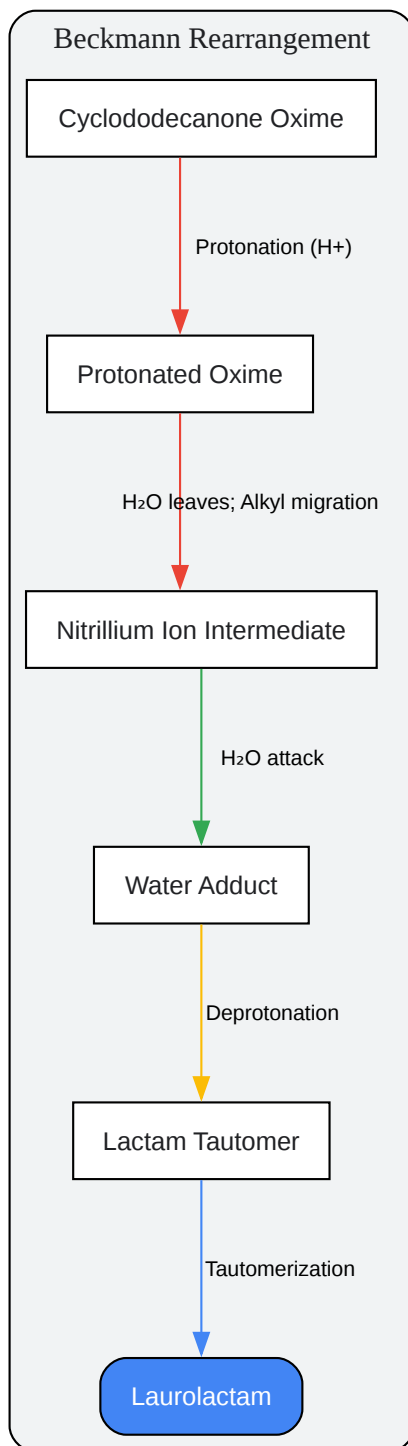 Beckmann Rearrangement
Cyclododecanone Oxime
Protonation (H+)
Protonated Oxime
H₂O leaves; Alkyl migration
Nitrillium Ion Intermediate
H₂O attack
Water Adduct
Deprotonation
Lactam Tautomer
Tautomerization
Laurolactam